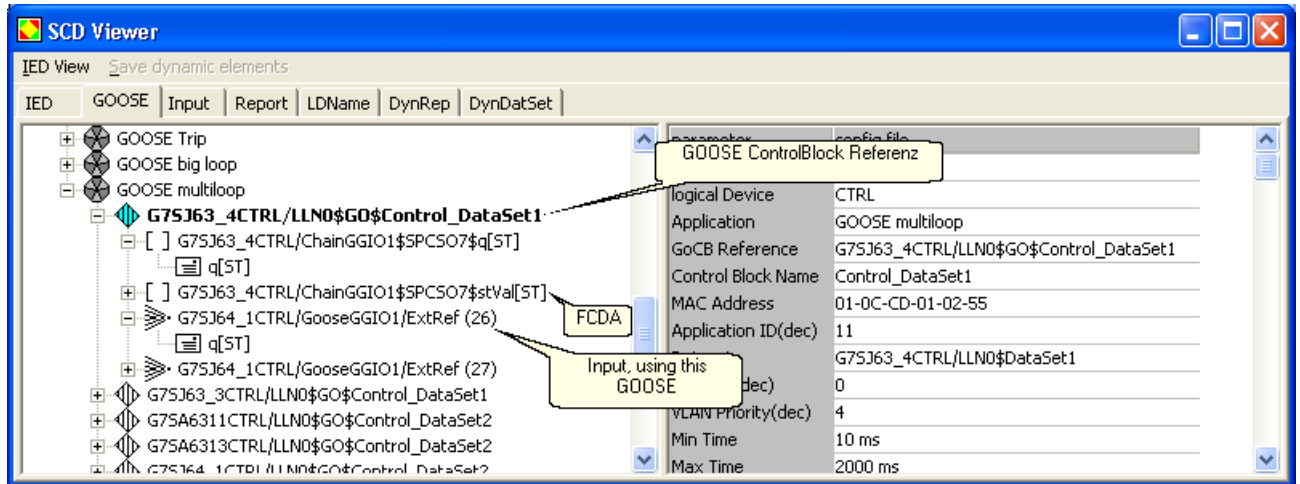 SCD Viewer
IED View Save dynamic elements
IED GOOSE Input Report LDName DynRep DynDatSet
GOOSE Trip
GOOSE big loop
GOOSE multiloop
G7SJ63_4CTRL/LLN0$GO$Control_DataSet1
[ ] G7SJ63_4CTRL/ChainGGIO1$SPCSO7$q[ST]
q[ST]
[ ] G7SJ63_4CTRL/ChainGGIO1$SPCSO7$stVal[ST]
G7SJ64_1CTRL/GooseGGIO1/ExtRef (26)
q[ST]
G7SJ64_1CTRL/GooseGGIO1/ExtRef (27)
G7SJ63_3CTRL/LLN0$GO$Control_DataSet1
G7SA6311CTRL/LLN0$GO$Control_DataSet2
G7SA6313CTRL/LLN0$GO$Control_DataSet2
G7SJ64_1CTRL/LLN0$GO$Control_DataSet2
GOOSE ControlBlock Referenz
FCDA
Input, using this
GOOSE
parameter config file
logical Device CTRL
Application GOOSE multiloop
GoCB Reference G7SJ63_4CTRL/LLN0$GO$Control_DataSet1
Control Block Name Control_DataSet1
MAC Address 01-0C-CD-01-02-55
Application ID(dec) 11
G7SJ63_4CTRL/LLN0$DataSet1
dec) 0
VLAN Priority(dec) 4
Min Time 10 ms
Max Time 2000 ms